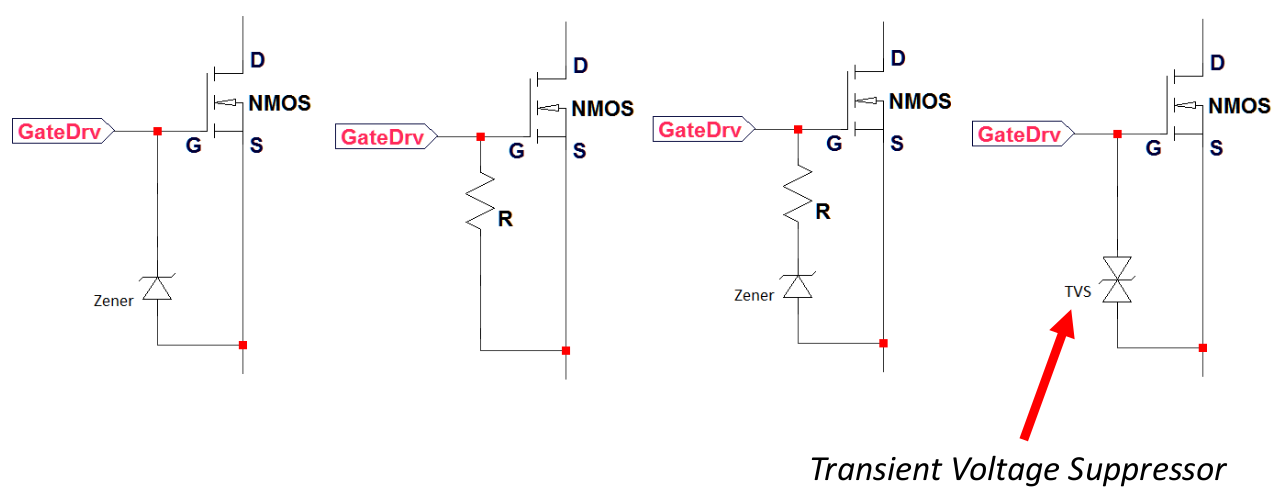 D
NMOS
GateDrv
G
S
Zener
D
NMOS
GateDrv
G
S
R
D
NMOS
GateDrv
G
S
R
Zener
D
NMOS
GateDrv
G
S
TVS
Transient Voltage Suppressor